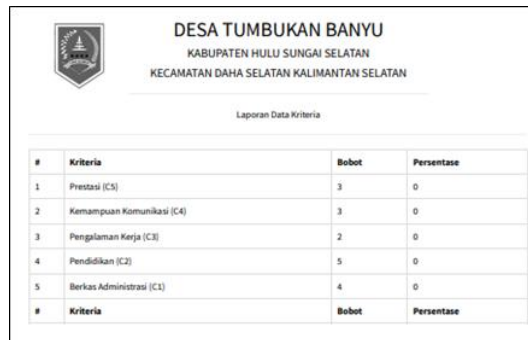 DESA TUMBUKAN BANYU
KABUPATEN HULU SUNGAI SELATAN
KECAMATAN DAHA SELATAN KALIMANTAN SELATAN
Laporan Data Kriteria
# Kriteria Bobot Persentase
1 Prestasi (C5) 3 0
2 Kemampuan Komunikasi (C4) 3 0
3 Pengalaman Kerja (C3) 2 0
4 Pendidikan (C2) 5 0
5 Berkas Administrasi (C1) 4 0
# Kriteria Bobot Persentase